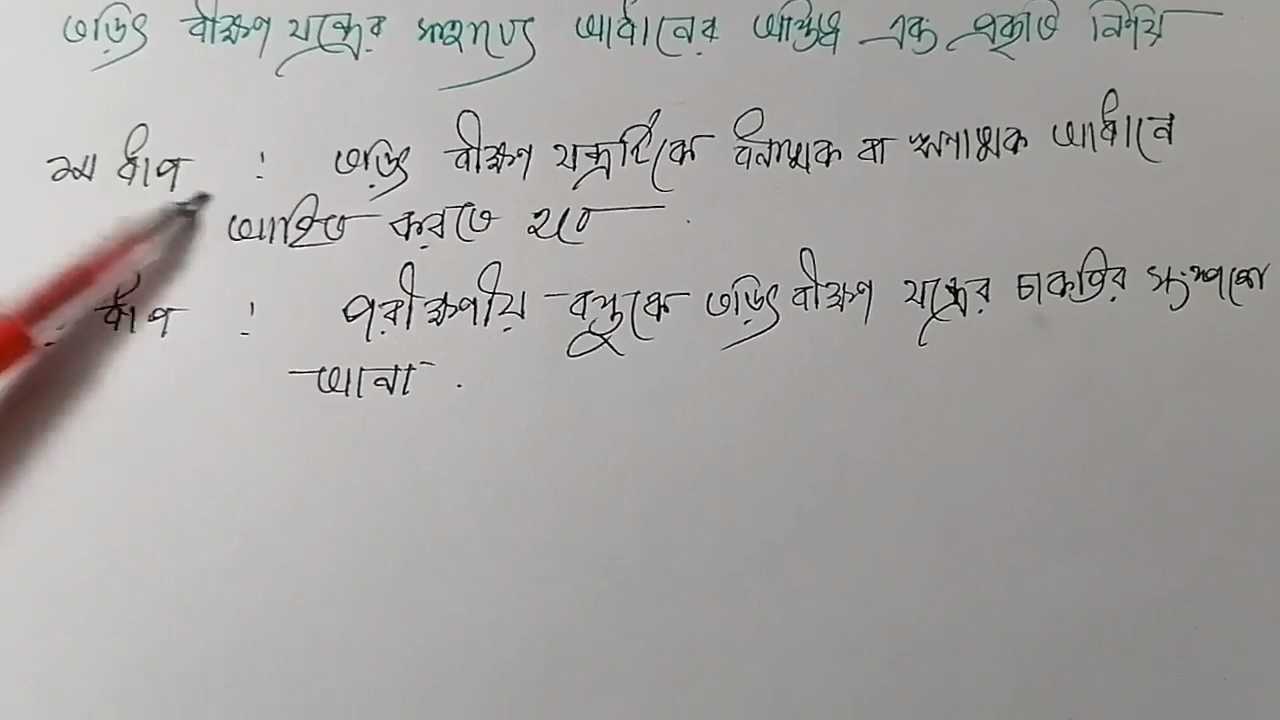 তড়িৎ বীক্ষণ যন্ত্রের সাহায্যে আধানের অস্তিত্ব এবং প্রকৃতি নির্ণয়
১ম ধাপ : তড়িৎ বীক্ষণ যন্ত্রটিকে ধনাত্মক বা ঋনাত্মক আধানে
আহিত করতে হবে
ধাপ : পরীক্ষণীয় বস্তুকে তড়িৎ বীক্ষণ যন্ত্রের চাকতির সংস্পর্শে
আনা .